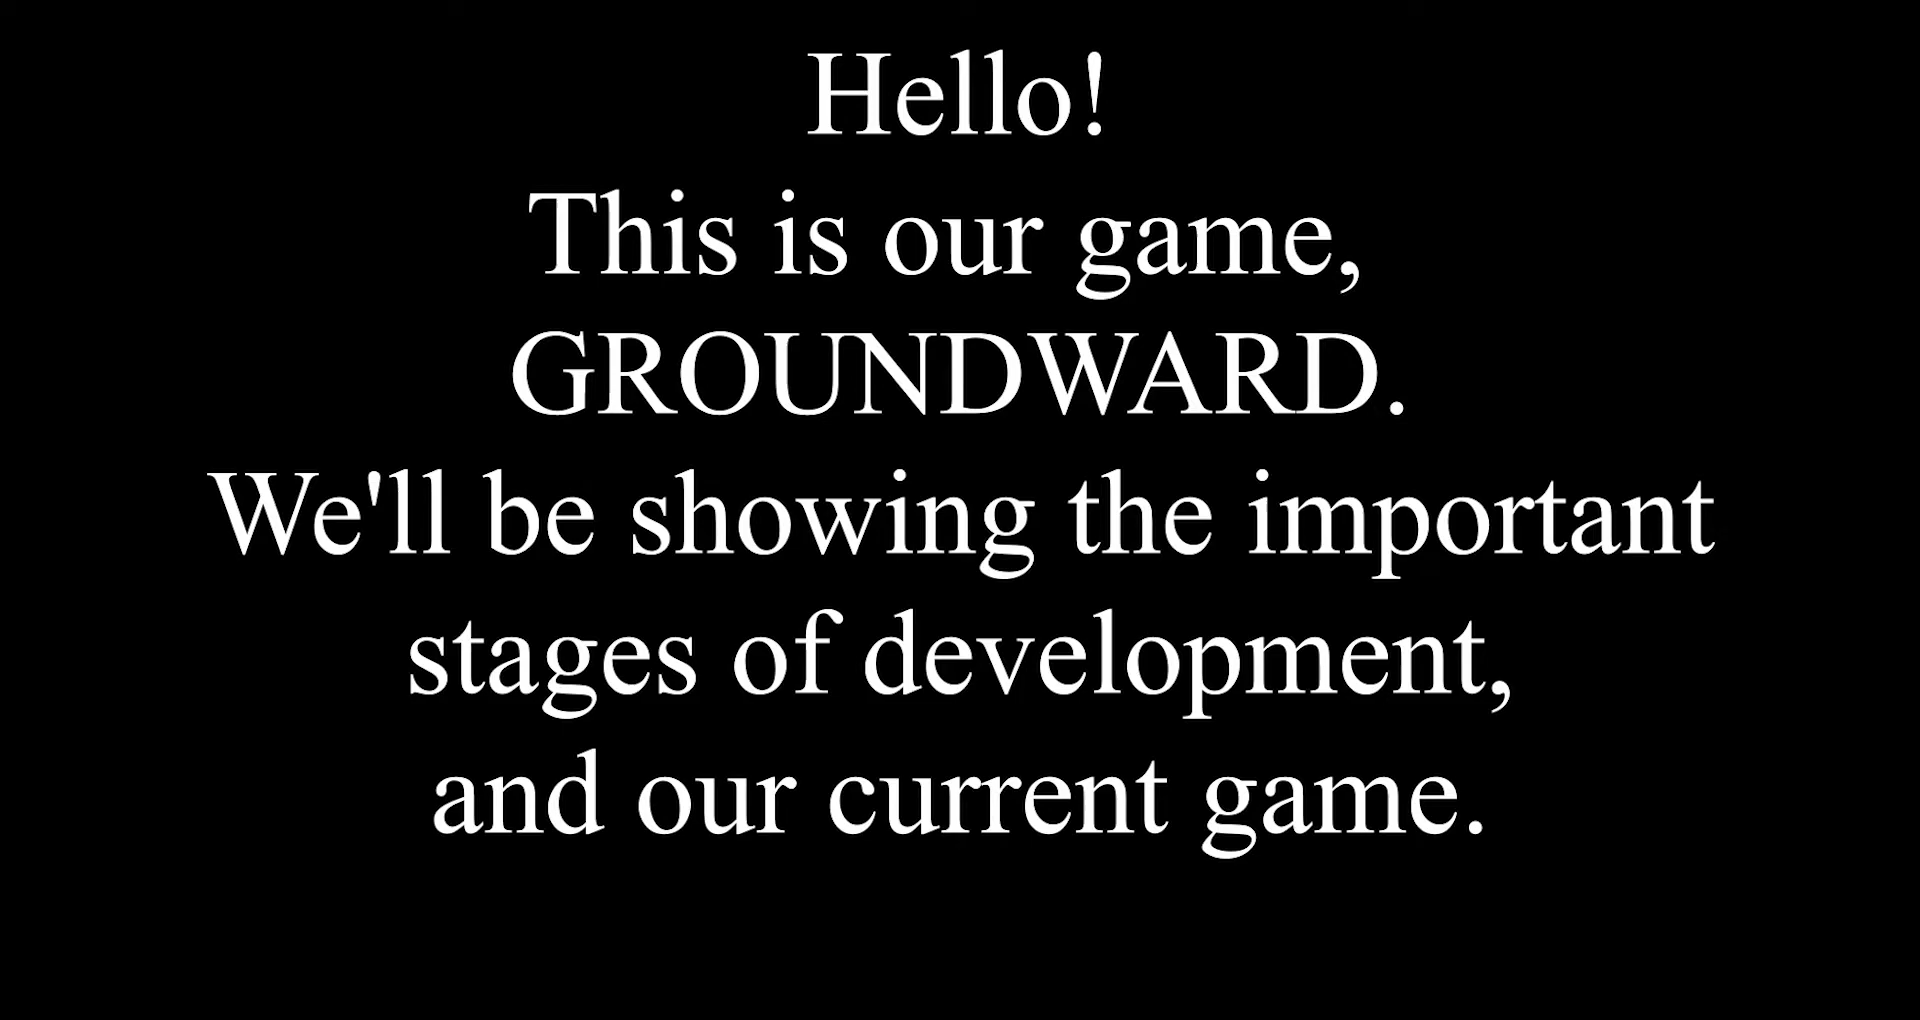 Hello!
This is our game,
GROUNDWARD.
We'll be showing the important
stages of development,
and our current game.